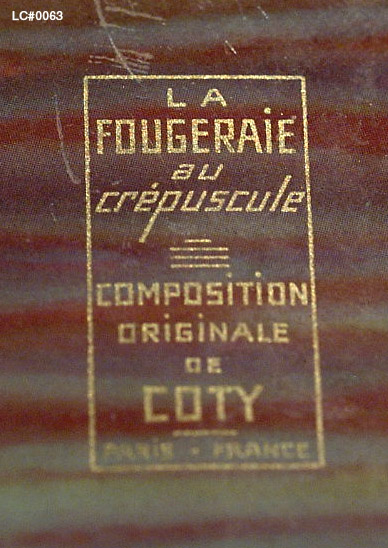 LC#0063
LA
FOUGERAiE
au
crépuscule
COMPOSiTiON
ORiGiNALE
DE
COTY
PARiS - FRANCE